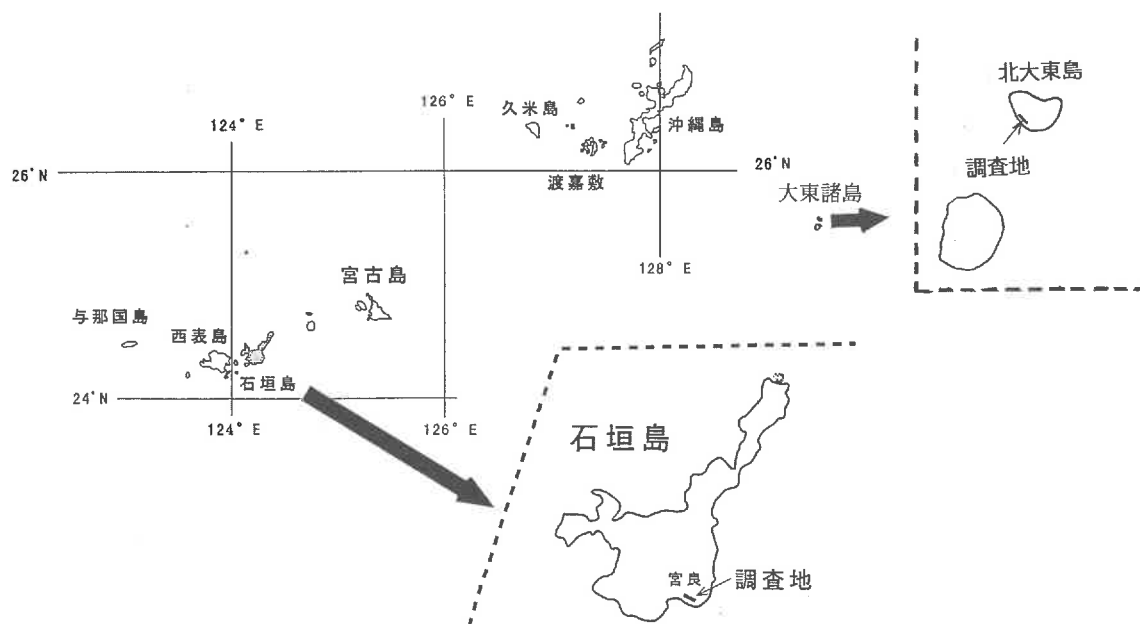 北大東島
調査地
126° E
久米島
124° E
沖縄島
26°N
26°N
渡嘉敷
大東諸島
128° E
宮古島
与那国島
西表島
石垣島
24°N
124° E
126° E
石垣島
宮良
調査地